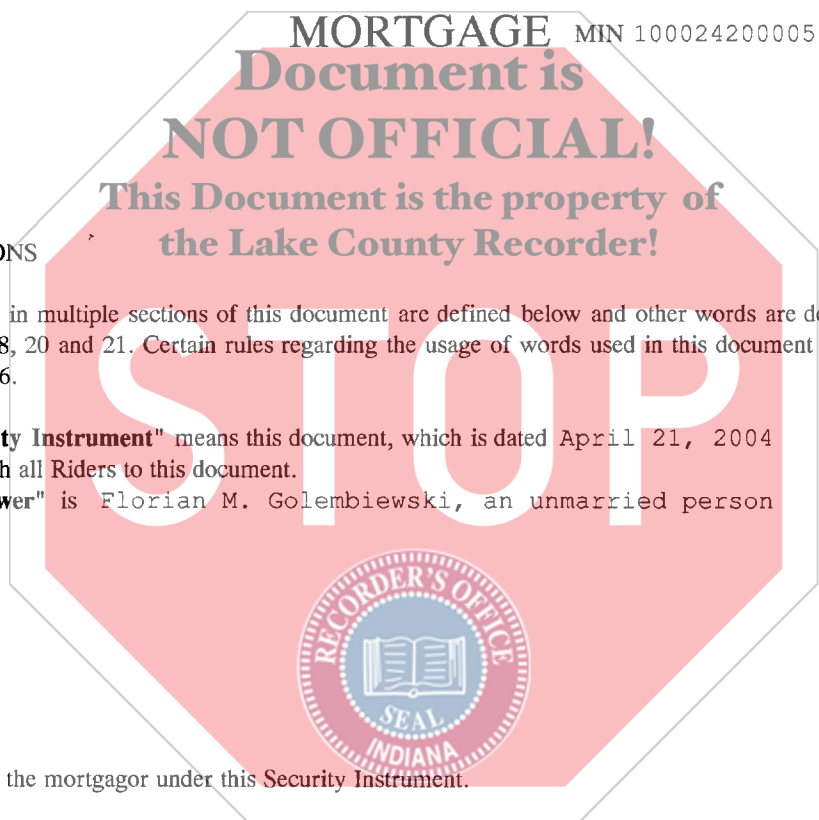 MORTGAGE MIN 100024200005
Document is
NOT OFFICIAL!
This Document is the property of
the Lake County Recorder!
ONS
in multiple sections of this document are defined below and other words are de
8, 20 and 21. Certain rules regarding the usage of words used in this document
6.
ty Instrument" means this document, which is dated April 21, 2004
h all Riders to this document.
wer" is Florian M. Golembiewski, an unmarried person
STOP
RECORDER'S OFFICE
SEAL
INDIANA
the mortgagor under this Security Instrument.